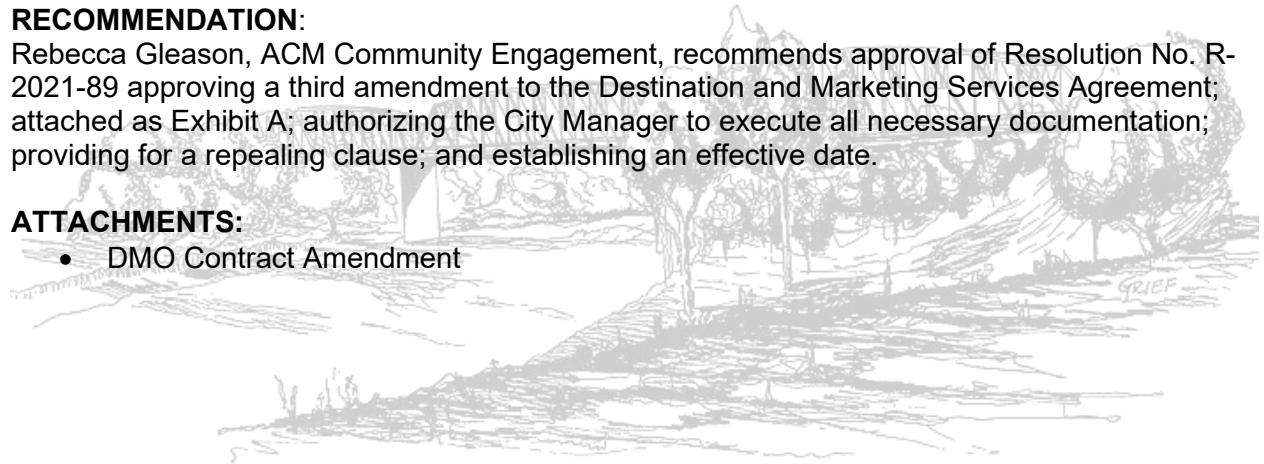 RECOMMENDATION:
Rebecca Gleason, ACM Community Engagement, recommends approval of Resolution No. R-
2021-89 approving a third amendment to the Destination and Marketing Services Agreement;
attached as Exhibit A; authorizing the City Manager to execute all necessary documentation;
providing for a repealing clause; and establishing an effective date.
ATTACHMENTS:
• DMO Contract Amendment
GRIEF